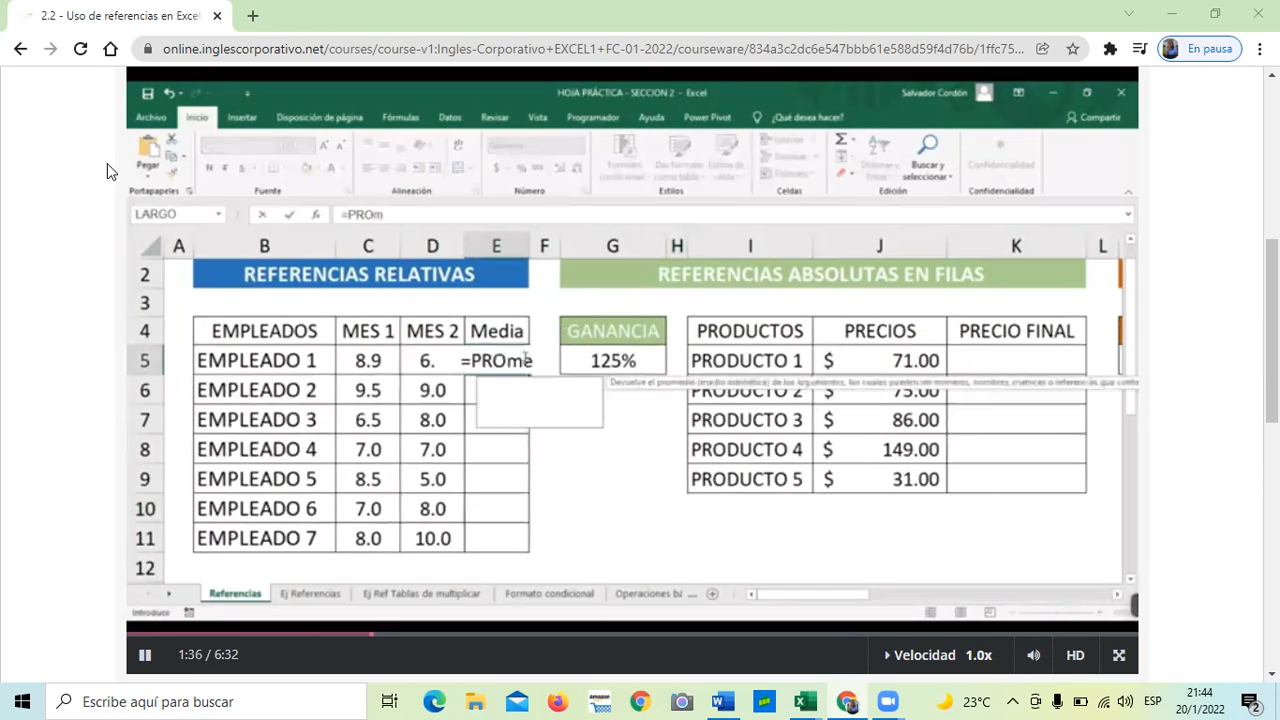 2.2 - Uso de referencias en Excel
online.inglescorporativo.net/courses/course-v1:Ingles-Corporativo+EXCEL1+FC-01-2022/courseware/834a3c2dc6e547bbb61e588d59f4d76b/1ffc75...
En pausa
HOJA PRÁCTICA - SECCION 2 - Excel
Salvador Cordón
Archivo Inicio Insertar Disposición de página Fórmulas Datos Revisar Vista Programador Ayuda Power Pivot ¿Qué desea hacer? Compartir
Pegar
Buscar y seleccionar
Portapapeles Fuente Alineación Número Estilos Celdas Edición Confidencialidad
LARGO =PROm
A B C D E F G H I J K L
2 REFERENCIAS RELATIVAS REFERENCIAS ABSOLUTAS EN FILAS
3
4 EMPLEADOS MES 1 MES 2 Media GANANCIA PRODUCTOS PRECIOS PRECIO FINAL
5 EMPLEADO 1 8.9 6. =PROme 125% PRODUCTO 1 $ 71.00
6 EMPLEADO 2 9.5 9.0 PRODUCTO 2 $ 75.00
7 EMPLEADO 3 6.5 8.0 PRODUCTO 3 $ 86.00
8 EMPLEADO 4 7.0 7.0 PRODUCTO 4 $ 149.00
9 EMPLEADO 5 8.5 5.0 PRODUCTO 5 $ 31.00
10 EMPLEADO 6 7.0 8.0
11 EMPLEADO 7 8.0 10.0
12
Referencias Ej Referencias Ej Ref Tablas de multiplicar Formato condicional Operaciones bá ...
Introducir
1:36 / 6:32 Velocidad 1.0x HD
Escribe aquí para buscar
23°C ESP
21:44
20/1/2022
2